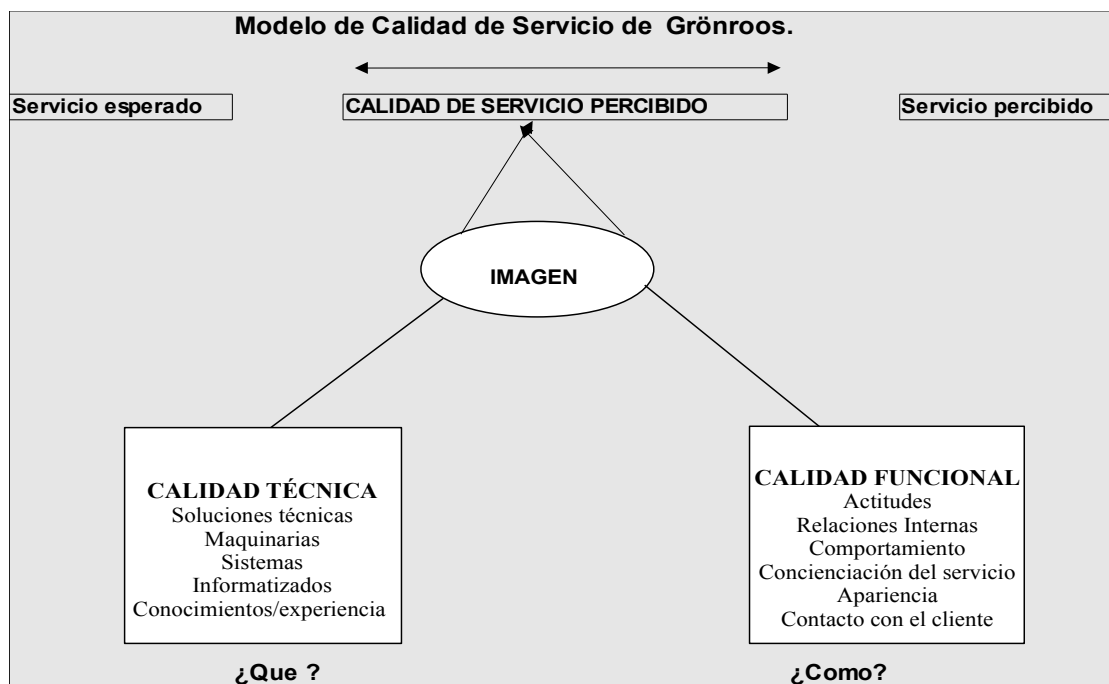 Modelo de Calidad de Servicio de Grönroos.
Servicio esperado
CALIDAD DE SERVICIO PERCIBIDO
Servicio percibido
IMAGEN
CALIDAD TÉCNICA
Soluciones técnicas
Maquinarias
Sistemas
Informatizados
Conocimientos/experiencia
CALIDAD FUNCIONAL
Actitudes
Relaciones Internas
Comportamiento
Concienciación del servicio
Apariencia
Contacto con el cliente
¿Que ?
¿Como?